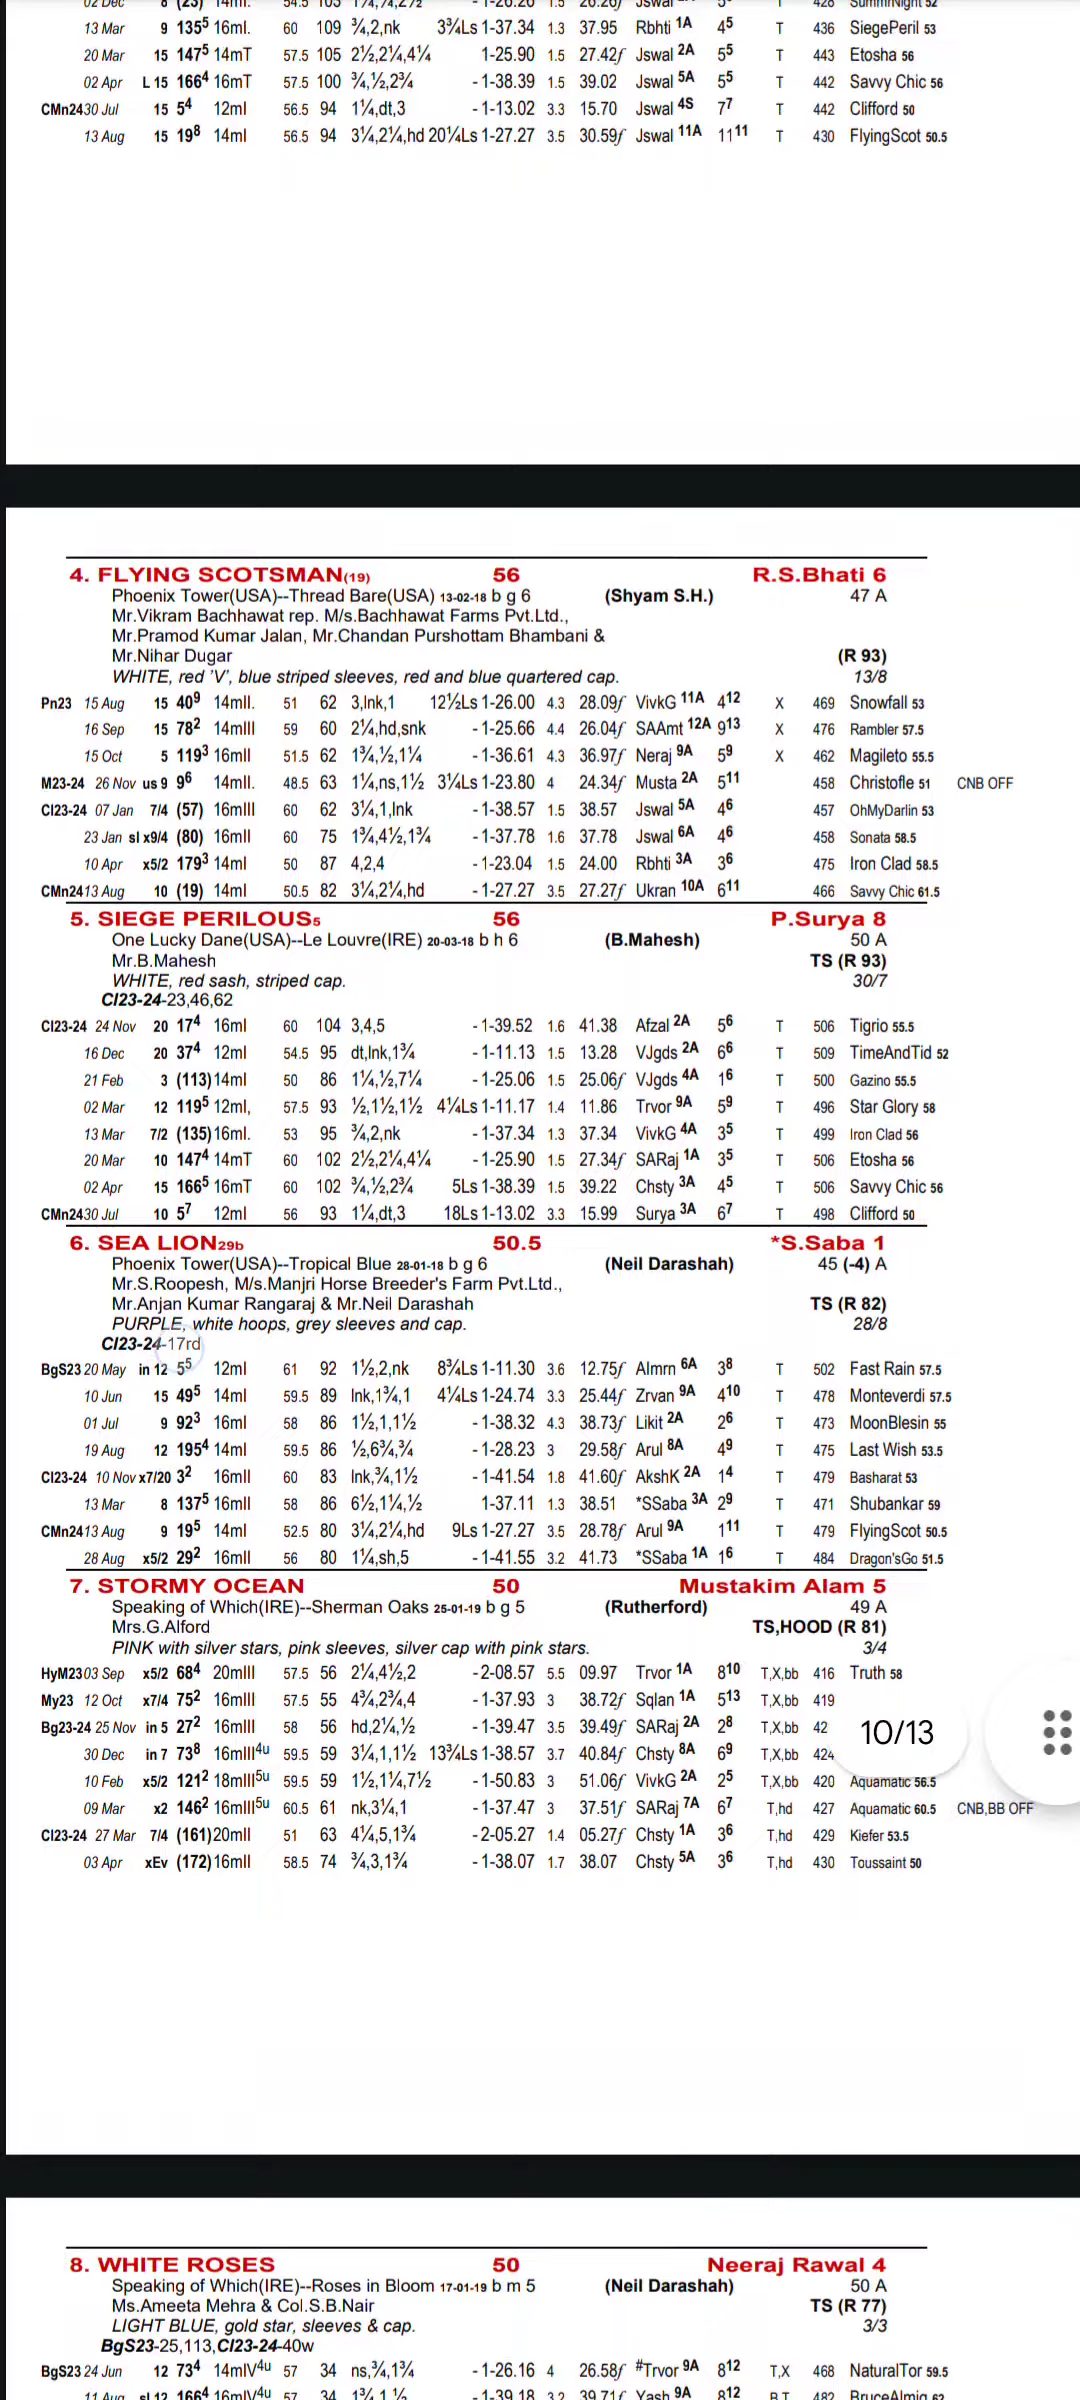 13 Mar 9 135⁵ 16ml. 60 109 ¾,2,nk 3¾Ls 1-37.34 1.3 37.95 Rbhti 1A 4⁵ T 436 SiegePeril 53
20 Mar 15 147⁵ 14mT 57.5 105 2½,2¼,4¼ 1-25.90 1.5 27.42f Jswal 2A 5⁵ T 443 Etosha 56
02 Apr L 15 166⁴ 16mT 57.5 100 ¾,½,2¾ - 1-38.39 1.5 39.02 Jswal 5A 5⁵ T 442 Savvy Chic 56
CMn24 30 Jul 15 5⁴ 12ml 56.5 94 1¼,dt,3 - 1-13.02 3.3 15.70 Jswal 4S 7⁷ T 442 Clifford 50
13 Aug 15 19⁸ 14ml 56.5 94 3¼,2¼,hd 20¼Ls 1-27.27 3.5 30.59f Jswal 11A 11¹¹ T 430 FlyingScot 50.5
4. FLYING SCOTSMAN(19) 56 R.S.Bhati 6
Phoenix Tower(USA)--Thread Bare(USA) 13-02-18 b g 6 (Shyam S.H.) 47 A
Mr.Vikram Bachhawat rep. M/s.Bachhawat Farms Pvt.Ltd.,
Mr.Pramod Kumar Jalan, Mr.Chandan Purshottam Bhambani &
Mr.Nihar Dugar (R 93)
WHITE, red 'V', blue striped sleeves, red and blue quartered cap. 13/8
Pn23 15 Aug 15 40⁹ 14mll. 51 62 3,lnk,1 12½Ls 1-26.00 4.3 28.09f VivkG 11A 4¹² X 469 Snowfall 53
16 Sep 15 78² 14mlll 59 60 2¼,hd,snk - 1-25.66 4.4 26.04f SAAmt 12A 9¹³ X 476 Rambler 57.5
15 Oct 5 119³ 16mll 51.5 62 1¾,½,1¼ - 1-36.61 4.3 36.97f Neraj 9A 5⁹ X 462 Magileto 55.5
M23-24 26 Nov us 9 9⁶ 14mll. 48.5 63 1¼,ns,1½ 3¼Ls 1-23.80 4 24.34f Musta 2A 5¹¹ 458 Christofle 51 CNB OFF
Cl23-24 07 Jan 7/4 (57) 16mlll 60 62 3¼,1,lnk - 1-38.57 1.5 38.57 Jswal 5A 4⁶ 457 OhMyDarlin 53
23 Jan sl x9/4 (80) 16mll 60 75 1¾,4½,1¾ - 1-37.78 1.6 37.78 Jswal 6A 4⁶ 458 Sonata 58.5
10 Apr x5/2 179³ 14ml 50 87 4,2,4 - 1-23.04 1.5 24.00 Rbhti 3A 3⁶ 475 Iron Clad 58.5
CMn24 13 Aug 10 (19) 14ml 50.5 82 3¼,2¼,hd - 1-27.27 3.5 27.27f Ukran 10A 6¹¹ 466 Savvy Chic 61.5
5. SIEGE PERILOUS5 56 P.Surya 8
One Lucky Dane(USA)--Le Louvre(IRE) 20-03-18 b h 6 (B.Mahesh) 50 A
Mr.B.Mahesh TS (R 93)
WHITE, red sash, striped cap. 30/7
Cl23-24-23,46,62
Cl23-24 24 Nov 20 17⁴ 16ml 60 104 3,4,5 - 1-39.52 1.6 41.38 Afzal 2A 5⁶ T 506 Tigrio 55.5
16 Dec 20 37⁴ 12ml 54.5 95 dt,lnk,1¾ - 1-11.13 1.5 13.28 VJgds 2A 6⁶ T 509 TimeAndTid 52
21 Feb 3 (113) 14ml 50 86 1¼,½,7¼ - 1-25.06 1.5 25.06f VJgds 4A 1⁶ T 500 Gazino 55.5
02 Mar 12 119⁵ 12ml, 57.5 93 ½,1½,1½ 4¼Ls 1-11.17 1.4 11.86 Trvor 9A 5⁹ T 496 Star Glory 58
13 Mar 7/2 (135) 16ml. 53 95 ¾,2,nk - 1-37.34 1.3 37.34 VivkG 4A 3⁵ T 499 Iron Clad 56
20 Mar 10 147⁴ 14mT 60 102 2½,2¼,4¼ - 1-25.90 1.5 27.34f SARaj 1A 3⁵ T 506 Etosha 56
02 Apr 15 166⁵ 16mT 60 102 ¾,½,2¾ 5Ls 1-38.39 1.5 39.22 Chsty 3A 4⁵ T 506 Savvy Chic 56
CMn24 30 Jul 10 5⁷ 12ml 56 93 1¼,dt,3 18Ls 1-13.02 3.3 15.99 Surya 3A 6⁷ T 498 Clifford 50
6. SEA LION29b 50.5 *S.Saba 1
Phoenix Tower(USA)--Tropical Blue 28-01-18 b g 6 (Neil Darashah) 45 (-4) A
Mr.S.Roopesh, M/s.Manjri Horse Breeder's Farm Pvt.Ltd.,
Mr.Anjan Kumar Rangaraj & Mr.Neil Darashah TS (R 82)
PURPLE, white hoops, grey sleeves and cap. 28/8
Cl23-24-17rd
BgS23 20 May in 12 5⁵ 12ml 61 92 1½,2,nk 8¾Ls 1-11.30 3.6 12.75f Almrn 6A 3⁸ T 502 Fast Rain 57.5
10 Jun 15 49⁵ 14ml 59.5 89 lnk,1¾,1 4¼Ls 1-24.74 3.3 25.44f Zrvan 9A 4¹⁰ T 478 Monteverdi 57.5
01 Jul 9 92³ 16ml 58 86 1½,1,1½ - 1-38.32 4.3 38.73f Likit 2A 2⁶ T 473 MoonBlesin 55
19 Aug 12 195⁴ 14ml 59.5 86 ½,6¾,¾ - 1-28.23 3 29.58f Arul 8A 4⁹ T 475 Last Wish 53.5
Cl23-24 10 Nov x7/20 3² 16mll 60 83 lnk,¾,1½ - 1-41.54 1.8 41.60f AkshK 2A 1⁴ T 479 Basharat 53
13 Mar 8 137⁵ 16mll 58 86 6½,1¼,½ 1-37.11 1.3 38.51 *SSaba 3A 2⁹ T 471 Shubankar 59
CMn24 13 Aug 9 19⁵ 14ml 52.5 80 3¼,2¼,hd 9Ls 1-27.27 3.5 28.78f Arul 9A 1¹¹ T 479 FlyingScot 50.5
28 Aug x5/2 29² 16mll 56 80 1¼,sh,5 - 1-41.55 3.2 41.73 *SSaba 1A 1⁶ T 484 Dragon'sGo 51.5
7. STORMY OCEAN 50 Mustakim Alam 5
Speaking of Which(IRE)--Sherman Oaks 25-01-19 b g 5 (Rutherford) 49 A
Mrs.G.Alford TS,HOOD (R 81)
PINK with silver stars, pink sleeves, silver cap with pink stars. 3/4
HyM23 03 Sep x5/2 68⁴ 20mlll 57.5 56 2¼,4½,2 - 2-08.57 5.5 09.97 Trvor 1A 8¹⁰ T,X,bb 416 Truth 58
My23 12 Oct x7/4 75² 16mlll 57.5 55 4¾,2¾,4 - 1-37.93 3 38.72f Sqlan 1A 5¹³ T,X,bb 419
Bg23-24 25 Nov in 5 27² 16mlll 58 56 hd,2¼,½ - 1-39.47 3.5 39.49f SARaj 2A 2⁸ T,X,bb 42
10/13
30 Dec in 7 73⁸ 16mlll4u 59.5 59 3¼,1,1½ 13¾Ls 1-38.57 3.7 40.84f Chsty 8A 6⁹ T,X,bb 424
10 Feb x5/2 121² 18mlll5u 59.5 59 1½,1¼,7½ - 1-50.83 3 51.06f VivkG 2A 2⁵ T,X,bb 420 Aquamatic 56.5
09 Mar x2 146² 16mlll5u 60.5 61 nk,3¼,1 - 1-37.47 3 37.51f SARaj 7A 6⁷ T,hd 427 Aquamatic 60.5 CNB,BB OFF
Cl23-24 27 Mar 7/4 (161) 20mll 51 63 4¼,5,1¾ - 2-05.27 1.4 05.27f Chsty 1A 3⁶ T,hd 429 Kiefer 53.5
03 Apr xEv (172) 16mll 58.5 74 ¾,3,1¾ - 1-38.07 1.7 38.07 Chsty 5A 3⁶ T,hd 430 Toussaint 50
8. WHITE ROSES 50 Neeraj Rawal 4
Speaking of Which(IRE)--Roses in Bloom 17-01-19 b m 5 (Neil Darashah) 50 A
Ms.Ameeta Mehra & Col.S.B.Nair TS (R 77)
LIGHT BLUE, gold star, sleeves & cap. 3/3
BgS23-25,113,Cl23-24-40w
BgS23 24 Jun 12 73⁴ 14mlV4u 57 34 ns,¾,1¾ - 1-26.16 4 26.58f #Trvor 9A 8¹² T,X 468 NaturalTor 59.5